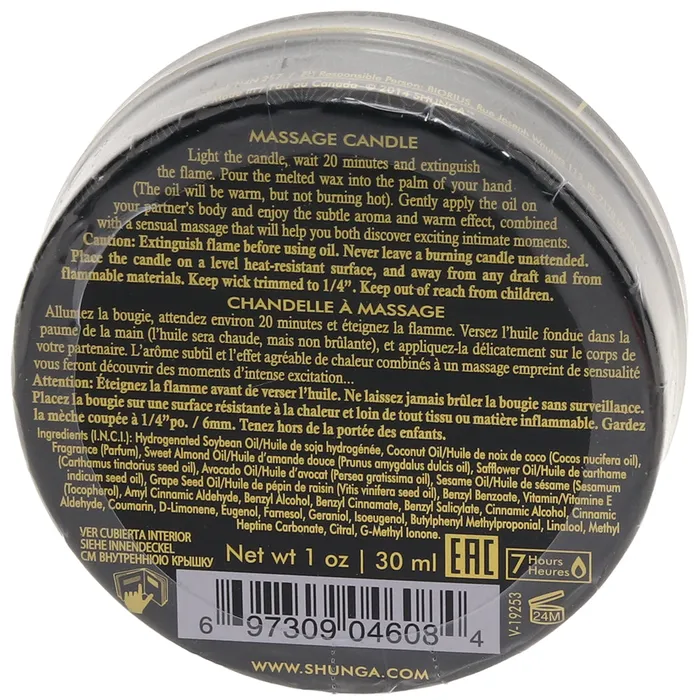 Responsible Person: BIORIUS, Rue Joseph Wauters
Canada © 2014 SHUNGA
MASSAGE CANDLE
Light the candle, wait 20 minutes and extinguish
the flame. Pour the melted wax into the palm of your hand
(The oil will be warm, but not burning hot). Gently apply the oil on
your partner's body and enjoy the subtle aroma and warm effect, combined
with a sensual massage that will help you both discover exciting intimate moments.
Caution: Extinguish flame before using oil. Never leave a burning candle unattended.
Place the candle on a level heat-resistant surface, and away from any draft and from
flammable materials. Keep wick trimmed to 1/4". Keep out of reach from children.
CHANDELLE À MASSAGE
Allumez la bougie, attendez environ 20 minutes et éteignez la flamme. Versez l'huile fondue dans la
paume de la main (l'huile sera chaude, mais non brûlante), et appliquez-la délicatement sur le corps de
votre partenaire. L'arôme subtil et l'effet agréable de chaleur combinés à un massage empreint de sensualité
vous feront découvrir des moments d'intense excitation...
Attention: Éteignez la flamme avant de verser l'huile. Ne laissez jamais brûler la bougie sans surveillance.
Placez la bougie sur une surface résistante à la chaleur et loin de tout tissu ou matière inflammable. Gardez
la mèche coupée à 1/4"po. / 6mm. Tenez hors de la portée des enfants.
Ingredients (I.N.C.I.): Hydrogenated Soybean Oil/Huile de soja hydrogénée, Coconut Oil/Huile de noix de coco (Cocos nucifera oil),
Fragrance (Parfum), Sweet Almond Oil/Huile d'amande douce (Prunus amygdalus dulcis oil), Safflower Oil/Huile de carthame
(Carthamus tinctorius seed oil), Avocado Oil/Huile d'avocat (Persea gratissima oil), Sesame Oil/Huile de sésame (Sesamum
indicum seed oil), Grape Seed Oil/Huile de pépin de raisin (Vitis vinifera seed oil), Benzyl Benzoate, Vitamin/Vitamine E
(Tocopherol), Amyl Cinnamic Aldehyde, Benzyl Alcohol, Benzyl Cinnamate, Benzyl Salicylate, Cinnamic Alcohol, Cinnamic
Aldehyde, Coumarin, D-Limonene, Eugenol, Farnesol, Geraniol, Isoeugenol, Butylphenyl Methylproponial, Linalool, Methyl
Heptine Carbonate, Citral, G-Methyl Ionone.
VER CUBIERTA INTERIOR
SIEHE INNENDECKEL
СМ ВНУТРЕННЮЮ КРЫШКУ
Net wt 1 oz | 30 ml
EAC
7 Hours
Heures
V-19253
24M
6 97309 04608 4
WWW.SHUNGA.COM